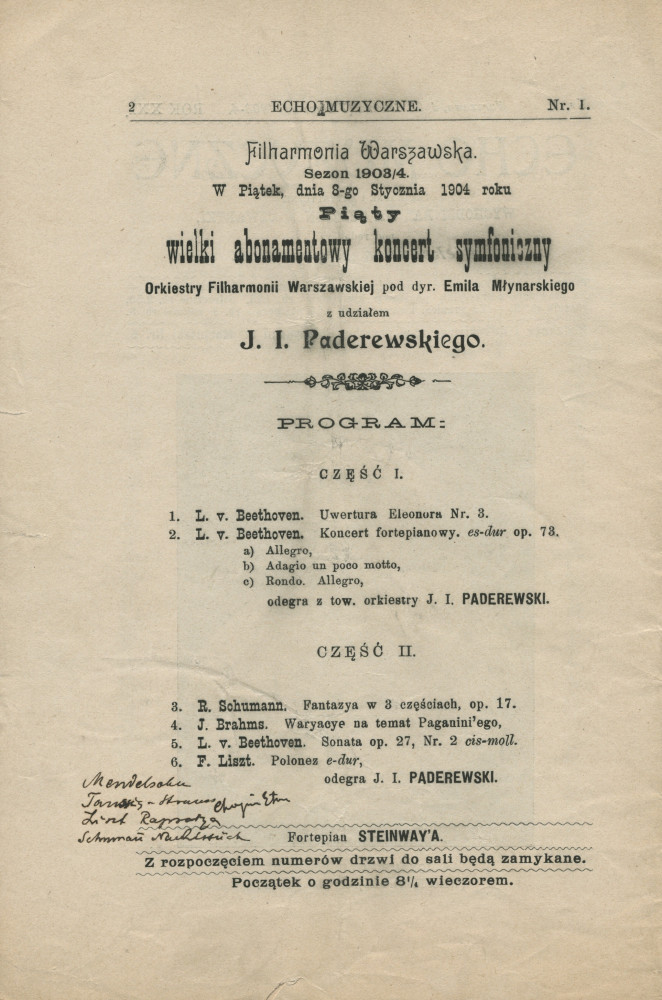 2 ECHO MUZYCZNE. Nr. 1.
Filharmonia Warszawska.
Sezon 1903/4.
W Piątek, dnia 8-go Stycznia 1904 roku
Piąty
wielki abonamentowy koncert symfoniczny
Orkiestry Filharmonii Warszawskiej pod dyr. Emila Młynarskiego
z udziałem
J. I. Paderewskiego.
PROGRAM:
CZĘŚĆ I.
1. L. v. Beethoven. Uwertura Eleonora Nr. 3.
2. L. v. Beethoven. Koncert fortepianowy. es-dur op. 73.
a) Allegro,
b) Adagio un poco motto,
c) Rondo. Allegro,
odegra z tow. orkiestry J. I. PADEREWSKI.
CZĘŚĆ II.
3. R. Schumann. Fantazya w 3 częściach, op. 17.
4. J. Brahms. Waryacye na temat Paganini'ego,
5. L. v. Beethoven. Sonata op. 27, Nr. 2 cis-moll.
6. F. Liszt. Polonez e-dur,
odegra J. I. PADEREWSKI.
Mendelsohn
Strauss Chopin
Liszt
Schuman
Fortepian STEINWAY'A.
Z rozpoczęciem numerów drzwi do sali będą zamykane.
Początek o godzinie 8¼ wieczorem.